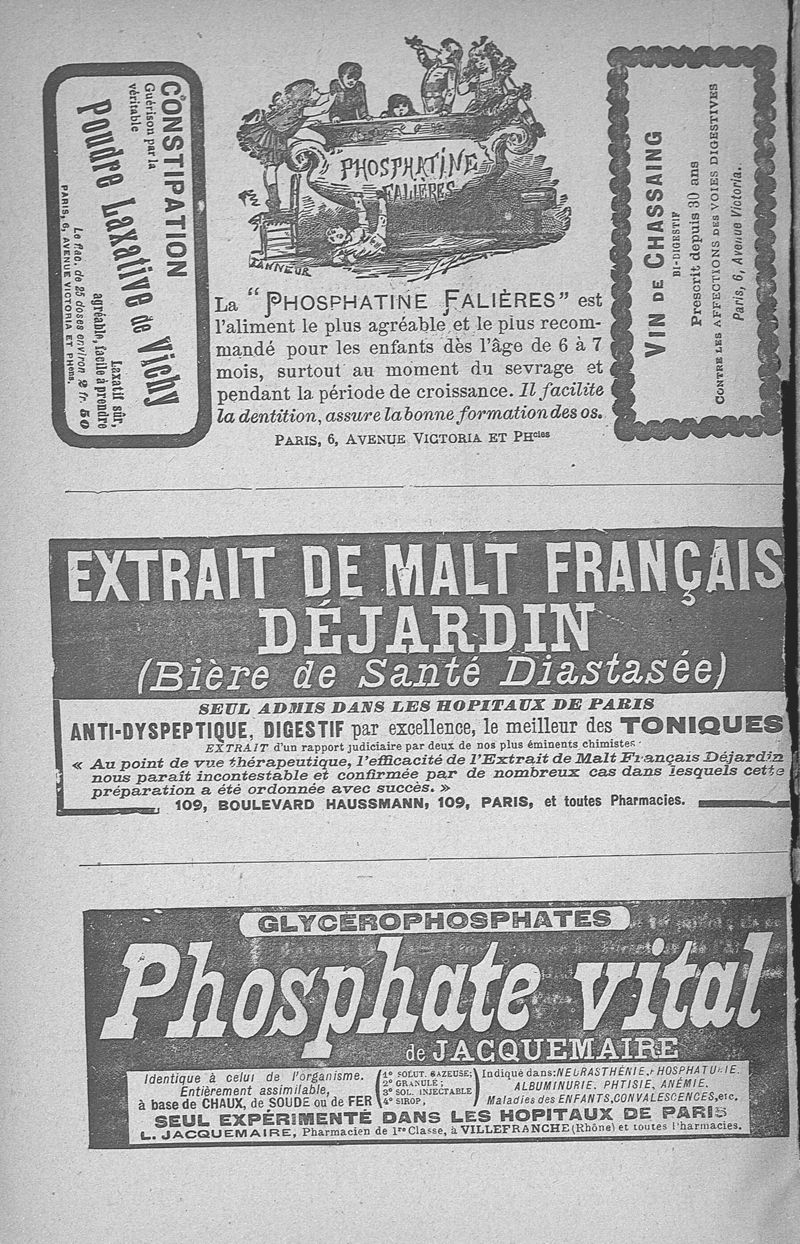 CONSTIPATION
Guérison par la
véritable
Poudre Laxative de Vichy
Laxatif sûr,
agréable, facile à prendre
Le flac. de 25 doses environ 2 fr. 50
PARIS, 6, AVENUE VICTORIA ET PHens.
PHOSPHATINE
FALIÈRES
La “PHOSPHATINE FALIÈRES” est
l'aliment le plus agréable et le plus recom-
mandé pour les enfants dès l'âge de 6 à 7
mois, surtout au moment du sevrage et
pendant la période de croissance. Il facilite
la dentition, assure la bonne formation des os.
PARIS, 6, AVENUE VICTORIA ET PHcies
VIN DE CHASSAING
BI-DIGESTIF
Prescrit depuis 30 ans
CONTRE LES AFFECTIONS DES VOIES DIGESTIVES
Paris, 6, Avenue Victoria.
EXTRAIT DE MALT FRANÇAIS
DÉJARDIN
(Bière de Santé Diastasée)
SEUL ADMIS DANS LES HOPITAUX DE PARIS
ANTI-DYSPEPTIQUE, DIGESTIF par excellence, le meilleur des TONIQUES
EXTRAIT d'un rapport judiciaire par deux de nos plus éminents chimistes :
« Au point de vue thérapeutique, l'efficacité de l'Extrait de Malt Français Déjardin
nous paraît incontestable et confirmée par de nombreux cas dans lesquels cette
préparation a été ordonnée avec succès. »
109, BOULEVARD HAUSSMANN, 109, PARIS, et toutes Pharmacies.
GLYCÉROPHOSPHATES
Phosphate vital
de JACQUEMAIRE
Identique à celui de l'organisme.
Entièrement assimilable,
à base de CHAUX, de SOUDE ou de FER
1° SOLUT. GAZEUSE;
2° GRANULÉ;
3° SOL. INJECTABLE
4° SIROP,
Indiqué dans: NEURASTHÉNIE, PHOSPHATURIE.
ALBUMINURIE. PHTISIE, ANÉMIE.
Maladies des ENFANTS, CONVALESCENCES, etc.
SEUL EXPÉRIMENTÉ DANS LES HOPITAUX DE PARIS
L. JACQUEMAIRE, Pharmacien de 1re Classe, à VILLEFRANCHE (Rhône) et toutes Pharmacies.